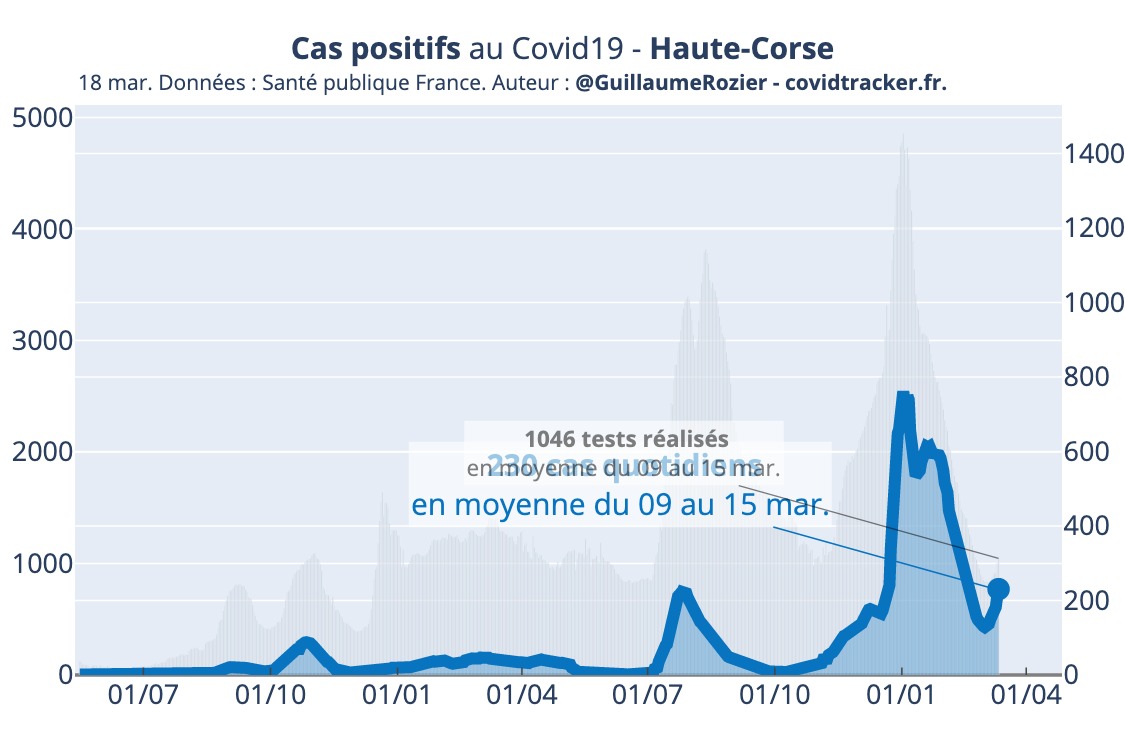 Cas positifs au Covid19 - Haute-Corse
18 mar. Données : Santé publique France. Auteur : @GuillaumeRozier - covidtracker.fr.
5000
4000
3000
2000
1000
0
1400
1200
1000
800
600
400
200
0
1046 tests réalisés
en moyenne du 09 au 15 mar.
230 cas quotidiens
en moyenne du 09 au 15 mar.
01/07 01/10 01/01 01/04 01/07 01/10 01/01 01/04